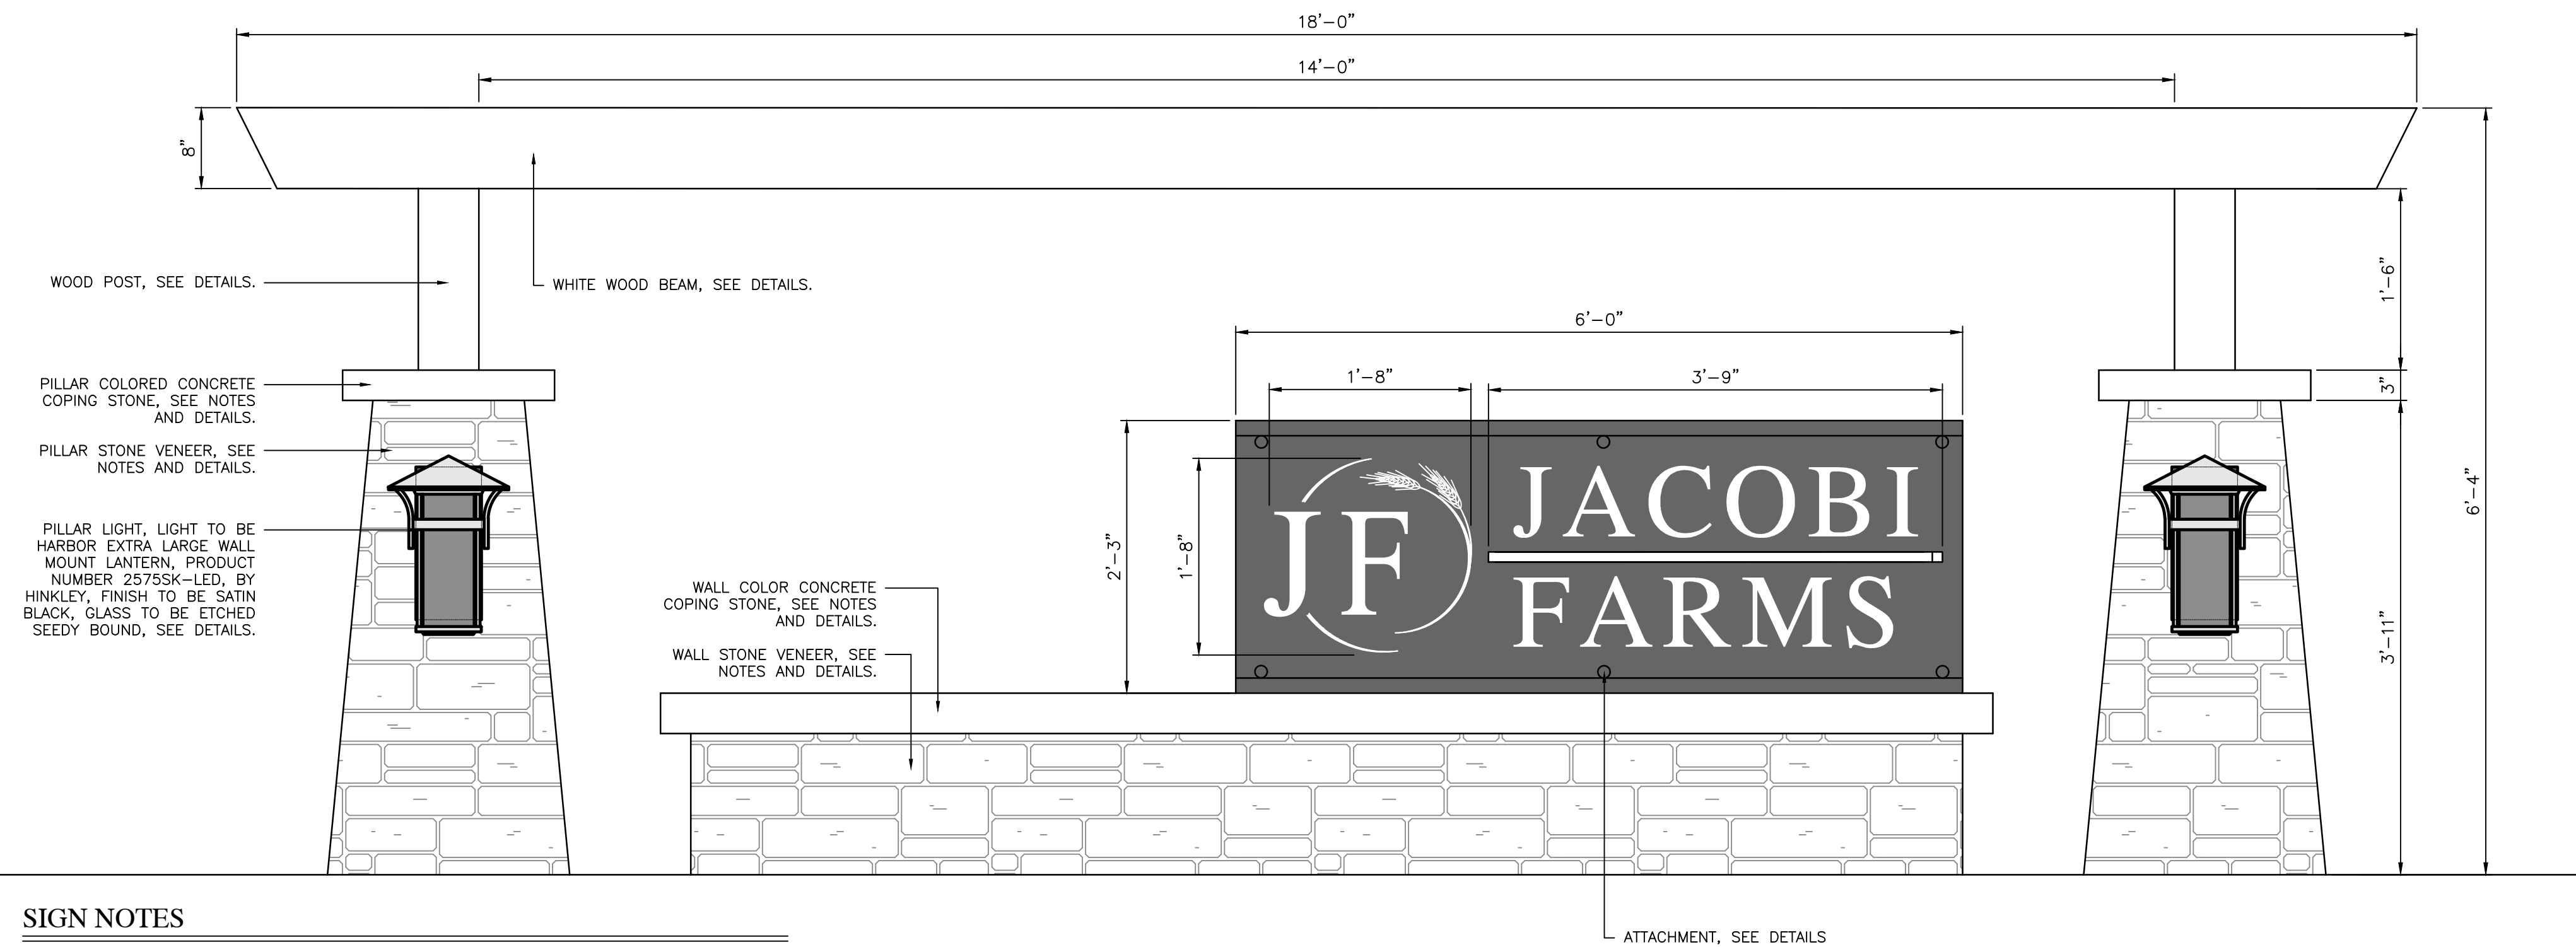 18'-0"
14'-0"
8"
WOOD POST, SEE DETAILS.
WHITE WOOD BEAM, SEE DETAILS.
1'-6"
6'-0"
PILLAR COLORED CONCRETE
COPING STONE, SEE NOTES
AND DETAILS.
1'-8"
3'-9"
3"
PILLAR STONE VENEER, SEE
NOTES AND DETAILS.
6'-4"
JACOBI
JF
FARMS
2'-3"
1'-8"
PILLAR LIGHT, LIGHT TO BE
HARBOR EXTRA LARGE WALL
MOUNT LANTERN, PRODUCT
NUMBER 2575SK-LED, BY
HINKLEY, FINISH TO BE SATIN
BLACK, GLASS TO BE ETCHED
SEEDY BOUND, SEE DETAILS.
WALL COLOR CONCRETE
COPING STONE, SEE NOTES
AND DETAILS.
3'-11"
WALL STONE VENEER, SEE
NOTES AND DETAILS.
SIGN NOTES
ATTACHMENT, SEE DETAILS